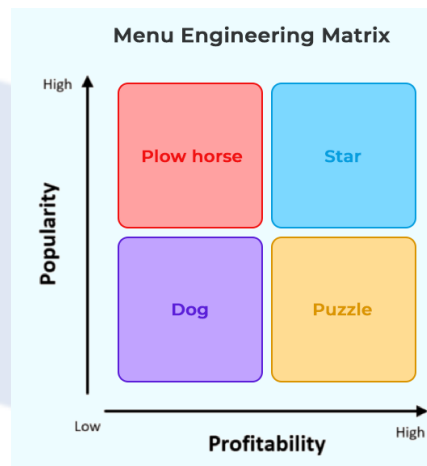 Menu Engineering Matrix
High
Popularity
Plow horse
Star
Dog
Puzzle
Low
High
Profitability